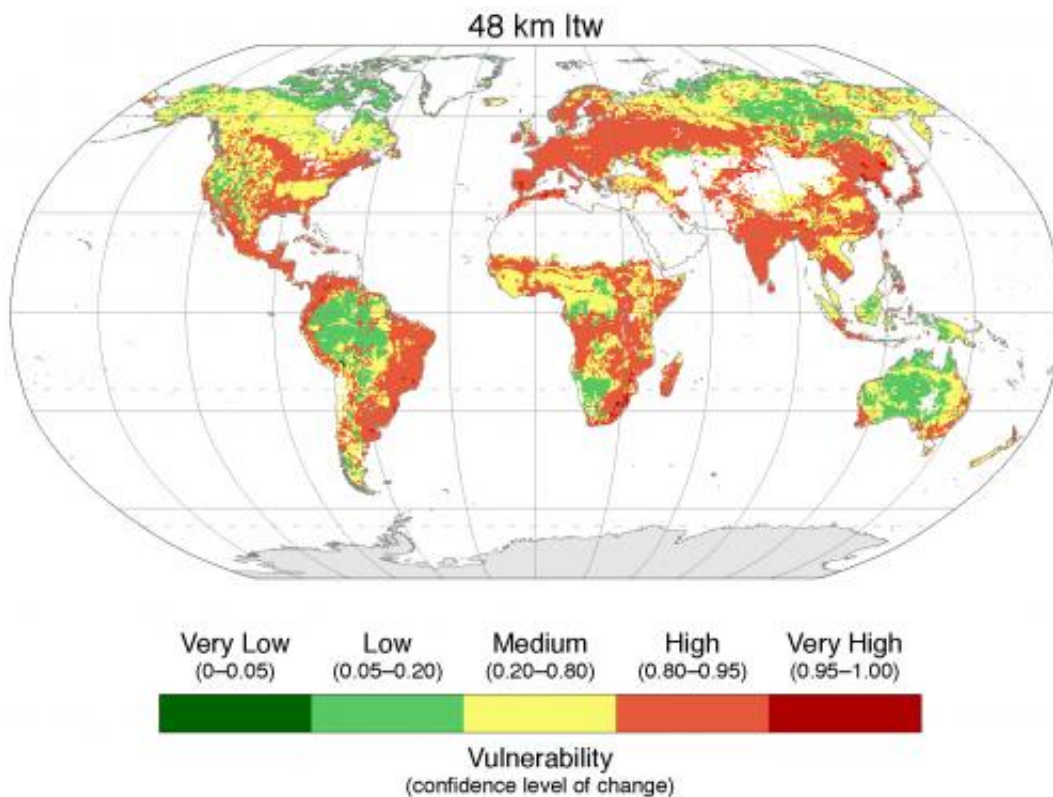 48 km ltw
Very Low Low Medium High Very High
(0–0.05) (0.05–0.20) (0.20–0.80) (0.80–0.95) (0.95–1.00)
Vulnerability
(confidence level of change)